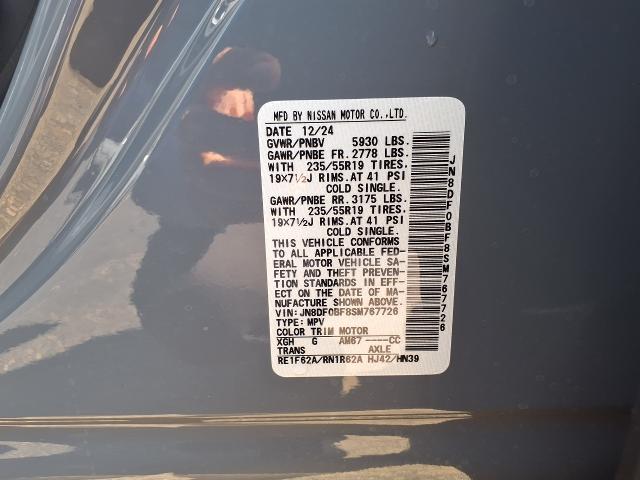 MFD BY NISSAN MOTOR CO.,LTD.
DATE 12/24
GVWR/PNBV 5930 LBS.
GAWR/PNBE FR. 2778 LBS.
WITH 235/55R19 TIRES.
19×7½J RIMS. AT 41 PSI
COLD SINGLE.
GAWR/PNBE RR. 3175 LBS.
WITH 235/55R19 TIRES.
19×7½J RIMS. AT 41 PSI
COLD SINGLE.
THIS VEHICLE CONFORMS
TO ALL APPLICABLE FED-
ERAL MOTOR VEHICLE SA-
FETY AND THEFT PREVEN-
TION STANDARDS IN EFF-
ECT ON THE DATE OF MA-
NUFACTURE SHOWN ABOVE.
VIN: JN8DF0BF8SM767726
TYPE: MPV
COLOR TRIM MOTOR
XGH G AM67 ----CC
TRANS AXLE
RE1F62A/RN1R62A HJ42/HN39
JN8DF0BF8SM767726